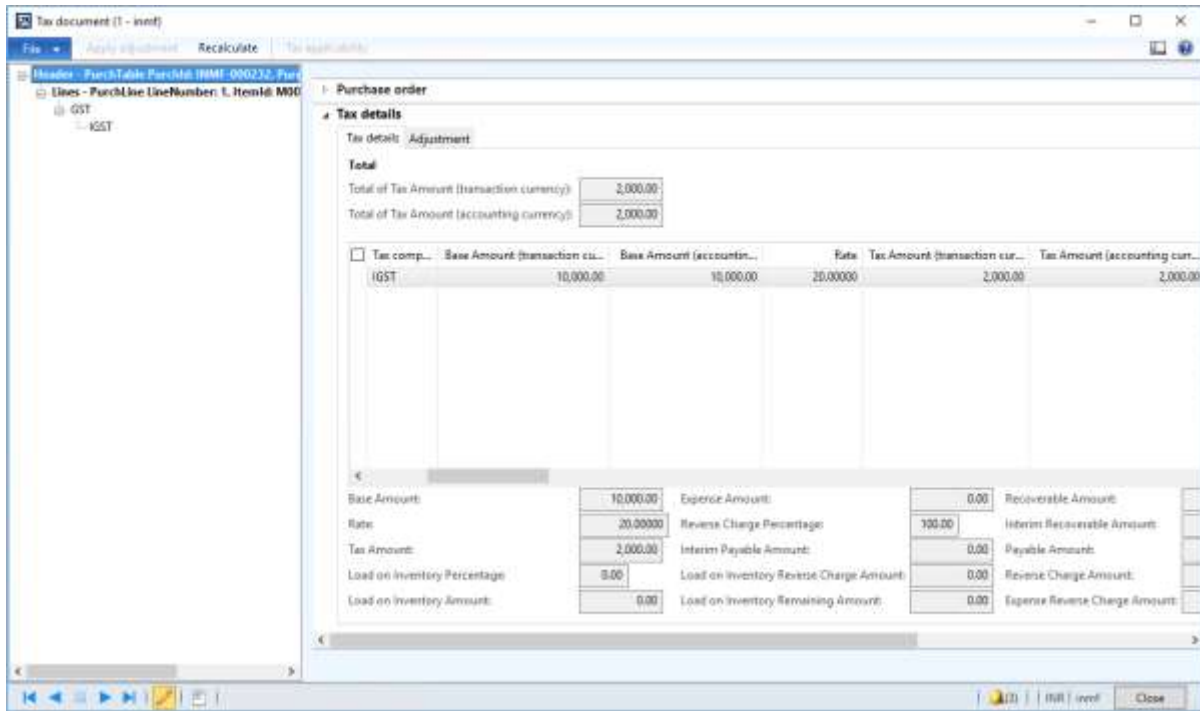 Tax document (1 - inmf)
File Apply adjustment Recalculate Tax applicability
Header - PurchTable PurchId: INMF-000232, Purc
Lines - PurchLine LineNumber: 1, ItemId: M00
GST
IGST
Purchase order
Tax details
Tax details Adjustment
Total
Total of Tax Amount (transaction currency): 2,000.00
Total of Tax Amount (accounting currency): 2,000.00
Tax comp... Base Amount (transaction cu... Base Amount (accountin... Rate Tax Amount (transaction cur... Tax Amount (accounting curr...
IGST 10,000.00 10,000.00 20.00000 2,000.00 2,000.00
Base Amount: 10,000.00 Expense Amount: 0.00 Recoverable Amount:
Rate: 20.00000 Reverse Charge Percentage: 100.00 Interim Recoverable Amount:
Tax Amount: 2,000.00 Interim Payable Amount: 0.00 Payable Amount:
Load on Inventory Percentage: 0.00 Load on Inventory Reverse Charge Amount: 0.00 Reverse Charge Amount:
Load on Inventory Amount: 0.00 Load on Inventory Remaining Amount: 0.00 Expense Reverse Charge Amount:
INR inmf Close